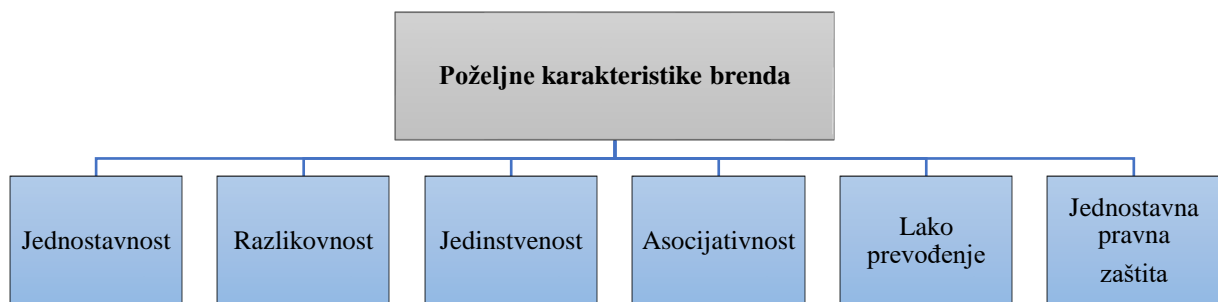 Poželjne karakteristike brenda
Jednostavnost
Razlikovnost
Jedinstvenost
Asocijativnost
Lako
prevođenje
Jednostavna
pravna
zaštita